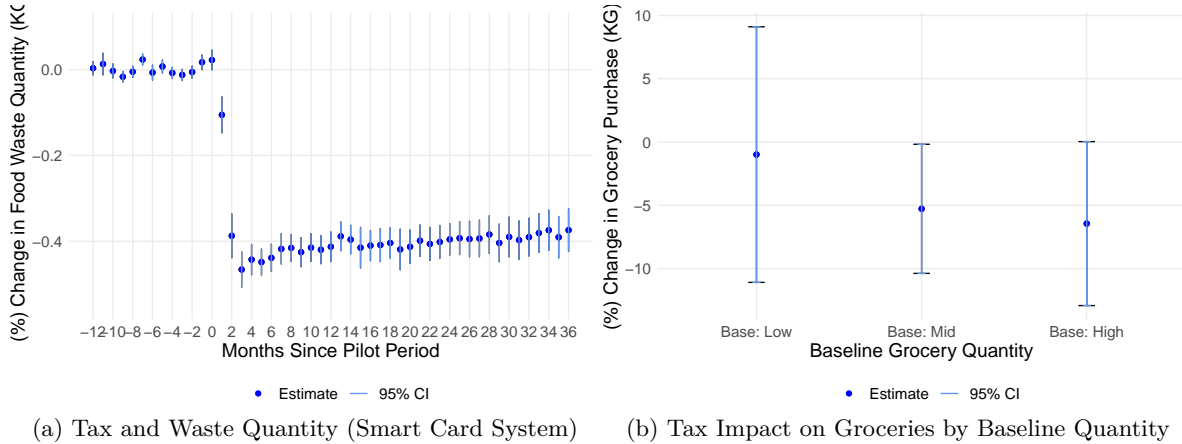 (%) Change in Food Waste Quantity (KG
0.0
−0.2
−0.4
−12 −10 −8 −6 −4 −2 0 2 4 6 8 10 12 14 16 18 20 22 24 26 28 30 32 34 36
Months Since Pilot Period
Estimate 95% CI
(a) Tax and Waste Quantity (Smart Card System)
(%) Change in Grocery Purchase (KG)
10
5
0
−5
−10
Base: Low Base: Mid Base: High
Baseline Grocery Quantity
Estimate 95% CI
(b) Tax Impact on Groceries by Baseline Quantity